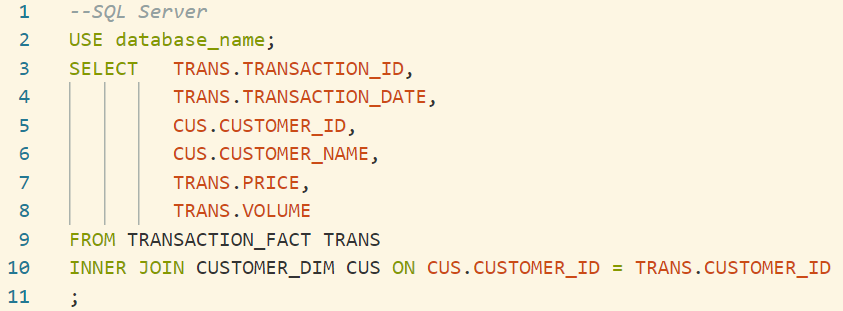 1 --SQL Server
2 USE database_name;
3 SELECT TRANS.TRANSACTION_ID,
4 TRANS.TRANSACTION_DATE,
5 CUS.CUSTOMER_ID,
6 CUS.CUSTOMER_NAME,
7 TRANS.PRICE,
8 TRANS.VOLUME
9 FROM TRANSACTION_FACT TRANS
10 INNER JOIN CUSTOMER_DIM CUS ON CUS.CUSTOMER_ID = TRANS.CUSTOMER_ID
11 ;